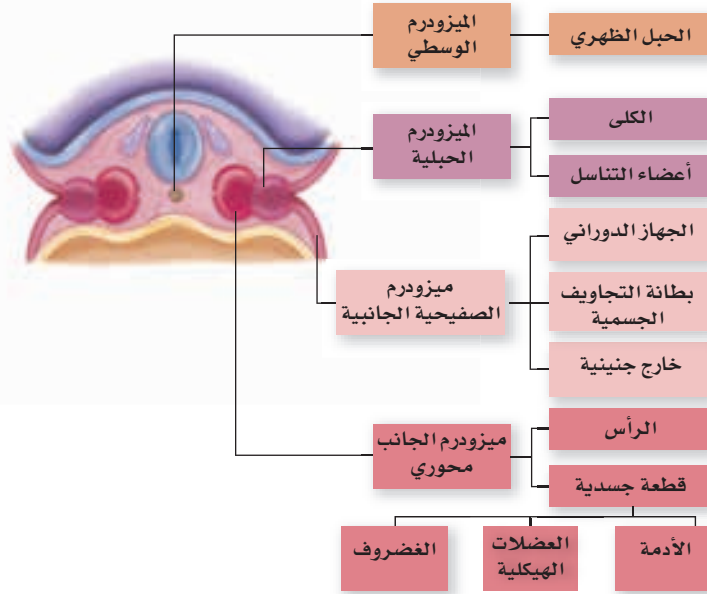 الميزودرم
الوسطي
الحبل الظهري
الميزودرم
الحبلية
الكلى
أعضاء التناسل
ميزودرم
الصفيحية الجانبية
الجهاز الدوراني
بطانة التجاويف
الجسمية
خارج جنينية
ميزودرم الجانب
محوري
الرأس
قطعة جسدية
الأدمة
العضلات
الهيكلية
الغضروف